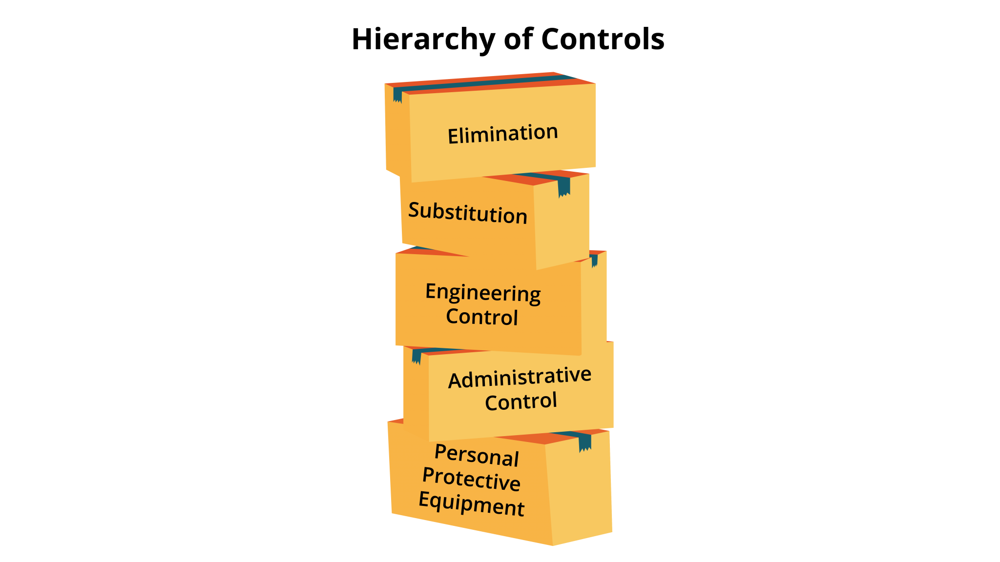 Hierarchy of Controls
Elimination
Substitution
Engineering
Control
Administrative
Control
Personal
Protective
Equipment